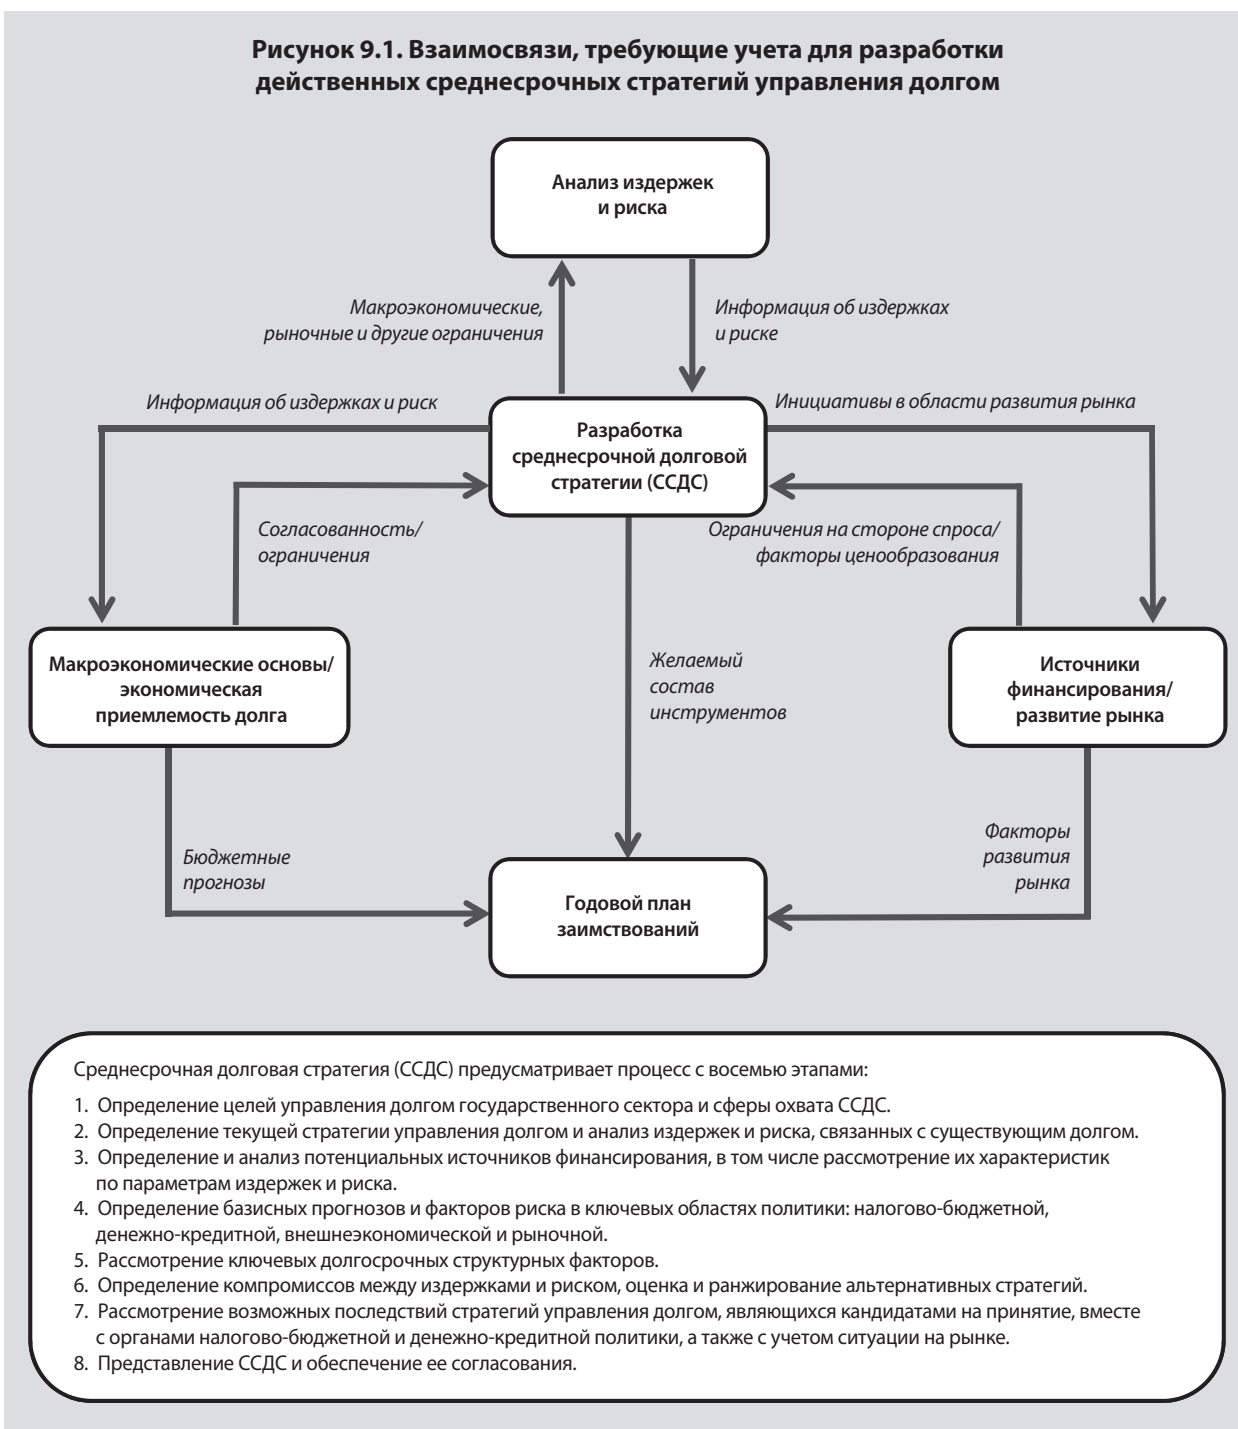 Рисунок 9.1. Взаимосвязи, требующие учета для разработки
действенных среднесрочных стратегий управления долгом
Анализ издержек
и риска
Макроэкономические,
рыночные и другие ограничения
Информация об издержках
и риске
Информация об издержках и риск
Инициативы в области развития рынка
Разработка
среднесрочной долговой
стратегии (ССДС)
Согласованность/
ограничения
Ограничения на стороне спроса/
факторы ценообразования
Макроэкономические основы/
экономическая
приемлемость долга
Желаемый
состав
инструментов
Источники
финансирования/
развитие рынка
Бюджетные
прогнозы
Факторы
развития
рынка
Годовой план
заимствований
Среднесрочная долговая стратегия (ССДС) предусматривает процесс с восемью этапами:
1. Определение целей управления долгом государственного сектора и сферы охвата ССДС.
2. Определение текущей стратегии управления долгом и анализ издержек и риска, связанных с существующим долгом.
3. Определение и анализ потенциальных источников финансирования, в том числе рассмотрение их характеристик
по параметрам издержек и риска.
4. Определение базисных прогнозов и факторов риска в ключевых областях политики: налогово-бюджетной,
денежно-кредитной, внешнеэкономической и рыночной.
5. Рассмотрение ключевых долгосрочных структурных факторов.
6. Определение компромиссов между издержками и риском, оценка и ранжирование альтернативных стратегий.
7. Рассмотрение возможных последствий стратегий управления долгом, являющихся кандидатами на принятие, вместе
с органами налогово-бюджетной и денежно-кредитной политики, а также с учетом ситуации на рынке.
8. Представление ССДС и обеспечение ее согласования.